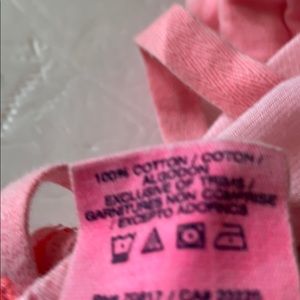 100% COTTON / COTON /
ALGODON
EXCLUSIVE OF TRIMS /
GARNITURES NON COMPRISE
/ EXCEPTO ADORNOS